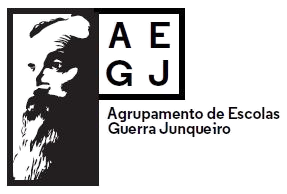 A E
G J
Agrupamento de Escolas
Guerra Junqueiro